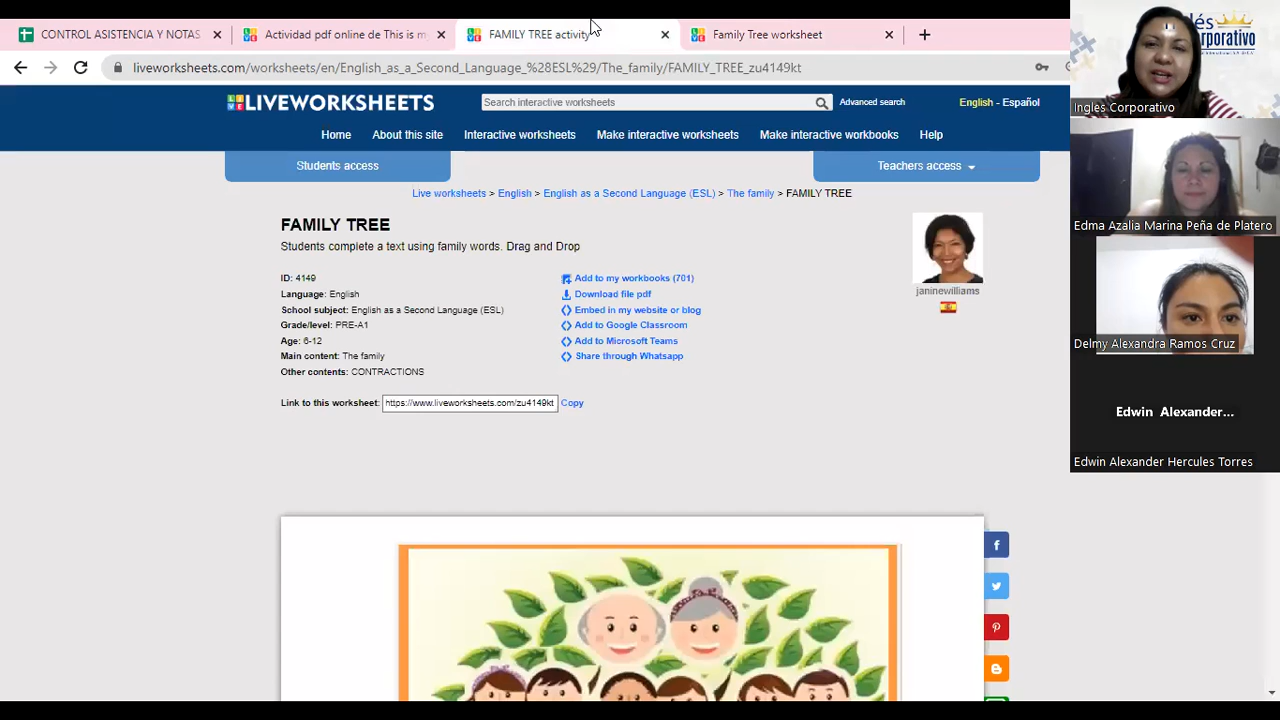 CONTROL ASISTENCIA Y NOTAS
Actividad pdf online de This is m
FAMILY TREE activity
Family Tree worksheet
liveworksheets.com/worksheets/en/English_as_a_Second_Language_%28ESL%29/The_family/FAMILY_TREE_zu4149kt
LIVEWORKSHEETS
Search interactive worksheets
Advanced search
English - Español
Home
About this site
Interactive worksheets
Make interactive worksheets
Make interactive workbooks
Help
Students access
Teachers access
Live worksheets > English > English as a Second Language (ESL) > The family > FAMILY TREE
FAMILY TREE
Students complete a text using family words. Drag and Drop
ID: 4149
Language: English
School subject: English as a Second Language (ESL)
Grade/level: PRE-A1
Age: 6-12
Main content: The family
Other contents: CONTRACTIONS
Add to my workbooks (701)
Download file pdf
Embed in my website or blog
Add to Google Classroom
Add to Microsoft Teams
Share through Whatsapp
Link to this worksheet: https://www.liveworksheets.com/zu4149kt Copy
janinewilliams
Corporativo
Ingles Corporativo
Edma Azalia Marina Peña de Platero
Delmy Alexandra Ramos Cruz
Edwin Alexander...
Edwin Alexander Hercules Torres